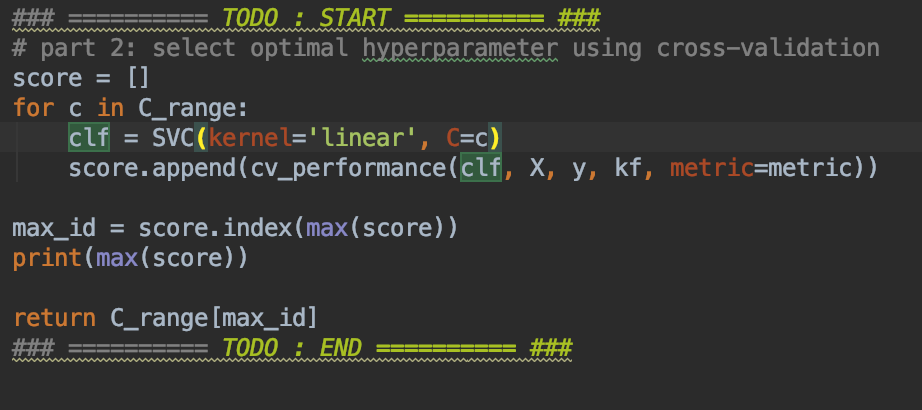 ### ========== TODO : START ========== ###
# part 2: select optimal hyperparameter using cross-validation
score = []
for c in C_range:
    clf = SVC(kernel='linear', C=c)
    score.append(cv_performance(clf, X, y, kf, metric=metric))
max_id = score.index(max(score))
print(max(score))
return C_range[max_id]
### ========== TODO : END ========== ###